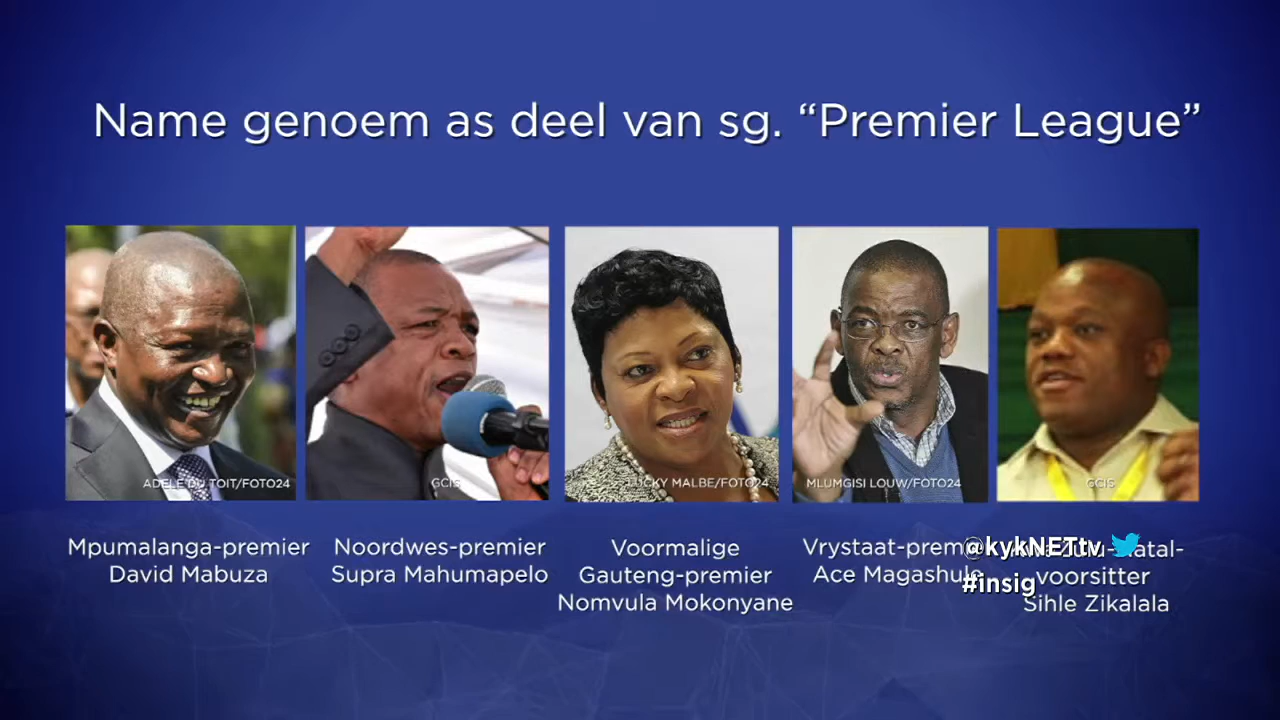 Name genoem as deel van sg. “Premier League”
ADELE DU TOIT/FOTO24
GCIS
LUCKY MALBE/FOTO24
MLUMGISI LOUW/FOTO24
GCIS
Mpumalanga-premier
David Mabuza
Noordwes-premier
Supra Mahumapelo
Voormalige
Gauteng-premier
Nomvula Mokonyane
Vrystaat-premier
Ace Magashule
voorsitter
Sihle Zikalala
@kykNETtv
#insig